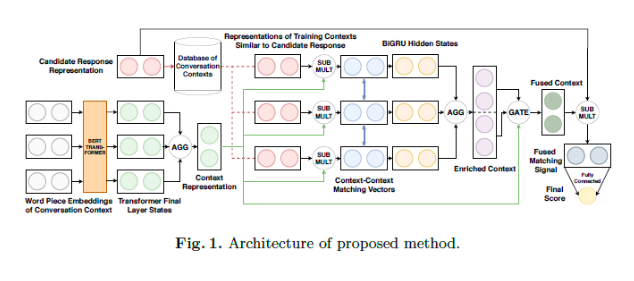 Representations of Training Contexts
Similar to Candidate Response
BiGRU Hidden States
Candidate Response
Representation
Database of
Conversation
Contexts
SUB
MULT
Fused Context
BERT
TRANS-
FORMER
AGG
SUB
MULT
AGG
GATE
SUB
MULT
SUB
MULT
Context
Representation
Context-Context
Matching Vectors
Enriched Context
Fused
Matching
Signal
Fully
Connected
Final
Score
Word Piece Embeddings
of Conversation Context
Transformer Final
Layer States
Fig. 1. Architecture of proposed method.